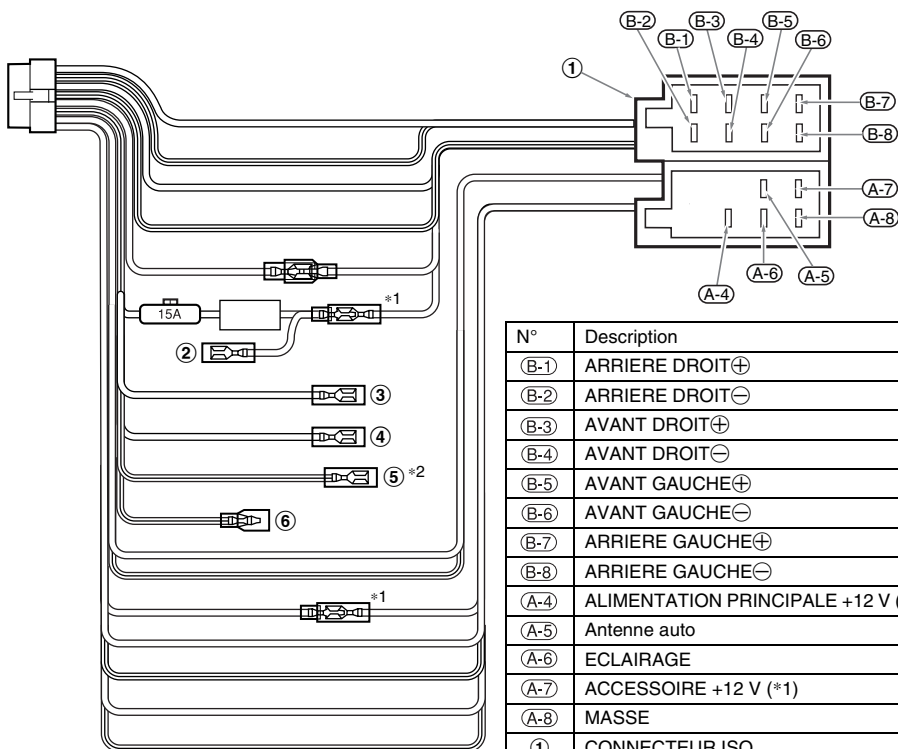 B-2
B-3
B-5
B-1
B-4
B-6
1
B-7
B-8
A-7
A-8
A-6
A-5
A-4
*1
15A
2
3
4
5 *2
6
*1
N° Description
B-1 ARRIERE DROIT⊕
B-2 ARRIERE DROIT⊖
B-3 AVANT DROIT⊕
B-4 AVANT DROIT⊖
B-5 AVANT GAUCHE⊕
B-6 AVANT GAUCHE⊖
B-7 ARRIERE GAUCHE⊕
B-8 ARRIERE GAUCHE⊖
A-4 ALIMENTATION PRINCIPALE +12 V (
A-5 Antenne auto
A-6 ECLAIRAGE
A-7 ACCESSOIRE +12 V (*1)
A-8 MASSE
1 CONNECTEUR ISO